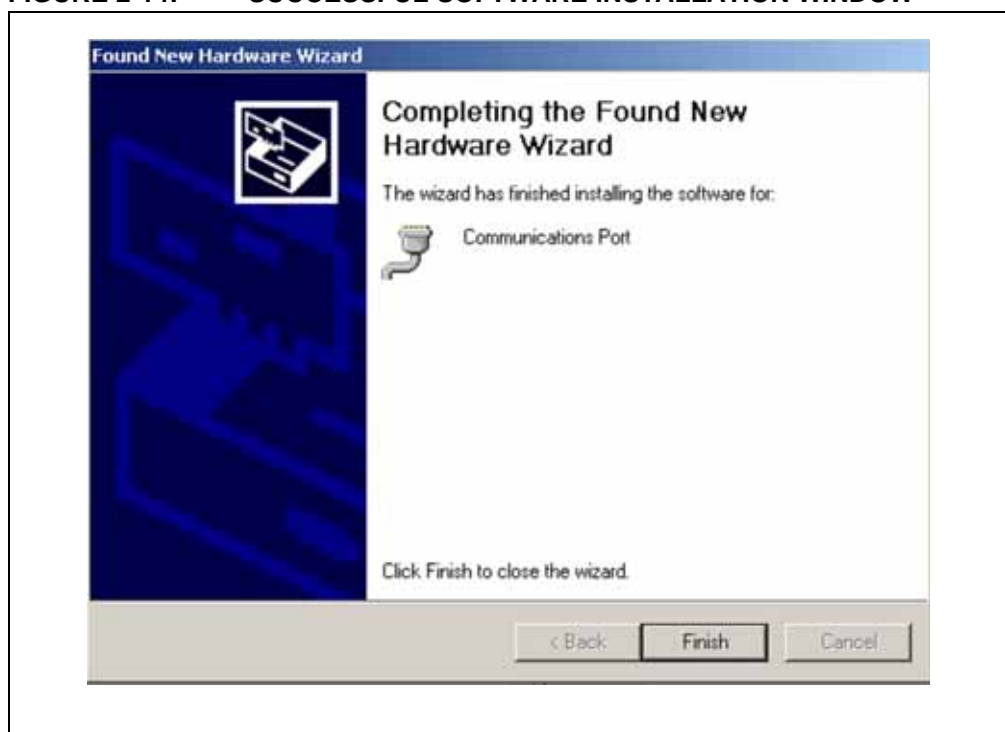 Found New Hardware Wizard
Completing the Found New
Hardware Wizard
The wizard has finished installing the software for:
Communications Port
Click Finish to close the wizard.
< Back
Finish
Cancel